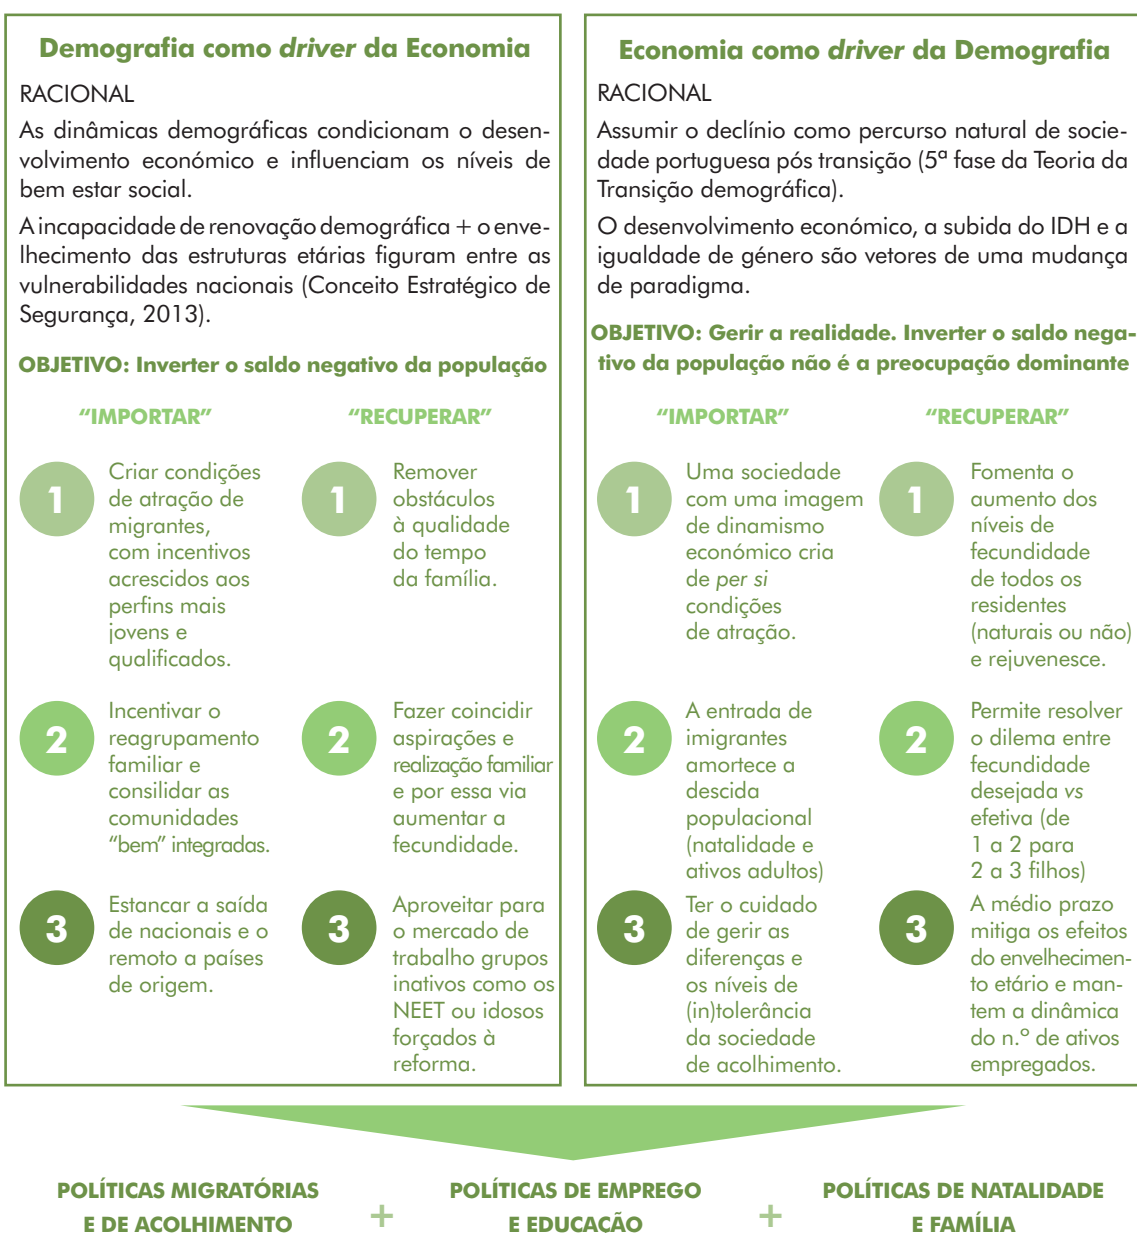 Demografia como driver da Economia
RACIONAL
As dinâmicas demográficas condicionam o desen-
volvimento económico e influenciam os níveis de
bem estar social.
A incapacidade de renovação demográfica + o enve-
lhecimento das estruturas etárias figuram entre as
vulnerabilidades nacionais (Conceito Estratégico de
Segurança, 2013).
OBJETIVO: Inverter o saldo negativo da população
“IMPORTAR”
1
Criar condições
de atração de
migrantes,
com incentivos
acrescidos aos
perfins mais
jovens e
qualificados.
2
Incentivar o
reagrupamento
familiar e
consilidar as
comunidades
“bem” integradas.
3
Estancar a saída
de nacionais e o
remoto a países
de origem.
“RECUPERAR”
1
Remover
obstáculos
à qualidade
do tempo
da família.
2
Fazer coincidir
aspirações e
realização familiar
e por essa via
aumentar a
fecundidade.
3
Aproveitar para
o mercado de
trabalho grupos
inativos como os
NEET ou idosos
forçados à
reforma.
Economia como driver da Demografia
RACIONAL
Assumir o declínio como percurso natural de socie-
dade portuguesa pós transição (5ª fase da Teoria da
Transição demográfica).
O desenvolvimento económico, a subida do IDH e a
igualdade de género são vetores de uma mudança
de paradigma.
OBJETIVO: Gerir a realidade. Inverter o saldo nega-
tivo da população não é a preocupação dominante
“IMPORTAR”
1
Uma sociedade
com uma imagem
de dinamismo
económico cria
de per si
condições
de atração.
2
A entrada de
imigrantes
amortece a
descida
populacional
(natalidade e
ativos adultos)
3
Ter o cuidado
de gerir as
diferenças e
os níveis de
(in)tolerância
da sociedade
de acolhimento.
“RECUPERAR”
1
Fomenta o
aumento dos
níveis de
fecundidade
de todos os
residentes
(naturais ou não)
e rejuvenesce.
2
Permite resolver
o dilema entre
fecundidade
desejada vs
efetiva (de
1 a 2 para
2 a 3 filhos)
3
A médio prazo
mitiga os efeitos
do envelhecimen-
to etário e man-
tem a dinâmica
do n.º de ativos
empregados.
POLÍTICAS MIGRATÓRIAS
E DE ACOLHIMENTO
+
POLÍTICAS DE EMPREGO
E EDUCAÇÃO
+
POLÍTICAS DE NATALIDADE
E FAMÍLIA